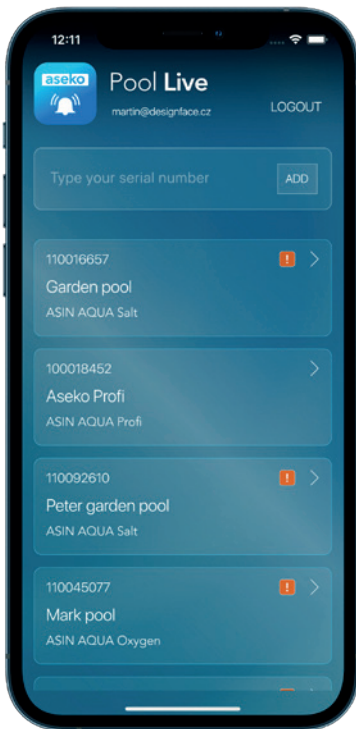 12:11
aseko
Pool Live
martin@designface.cz
LOGOUT
Type your serial number
ADD
110016657
!
Garden pool
ASIN AQUA Salt
100018452
Aseko Profi
ASIN AQUA Profi
110092610
!
Peter garden pool
ASIN AQUA Salt
110045077
!
Mark pool
ASIN AQUA Oxygen